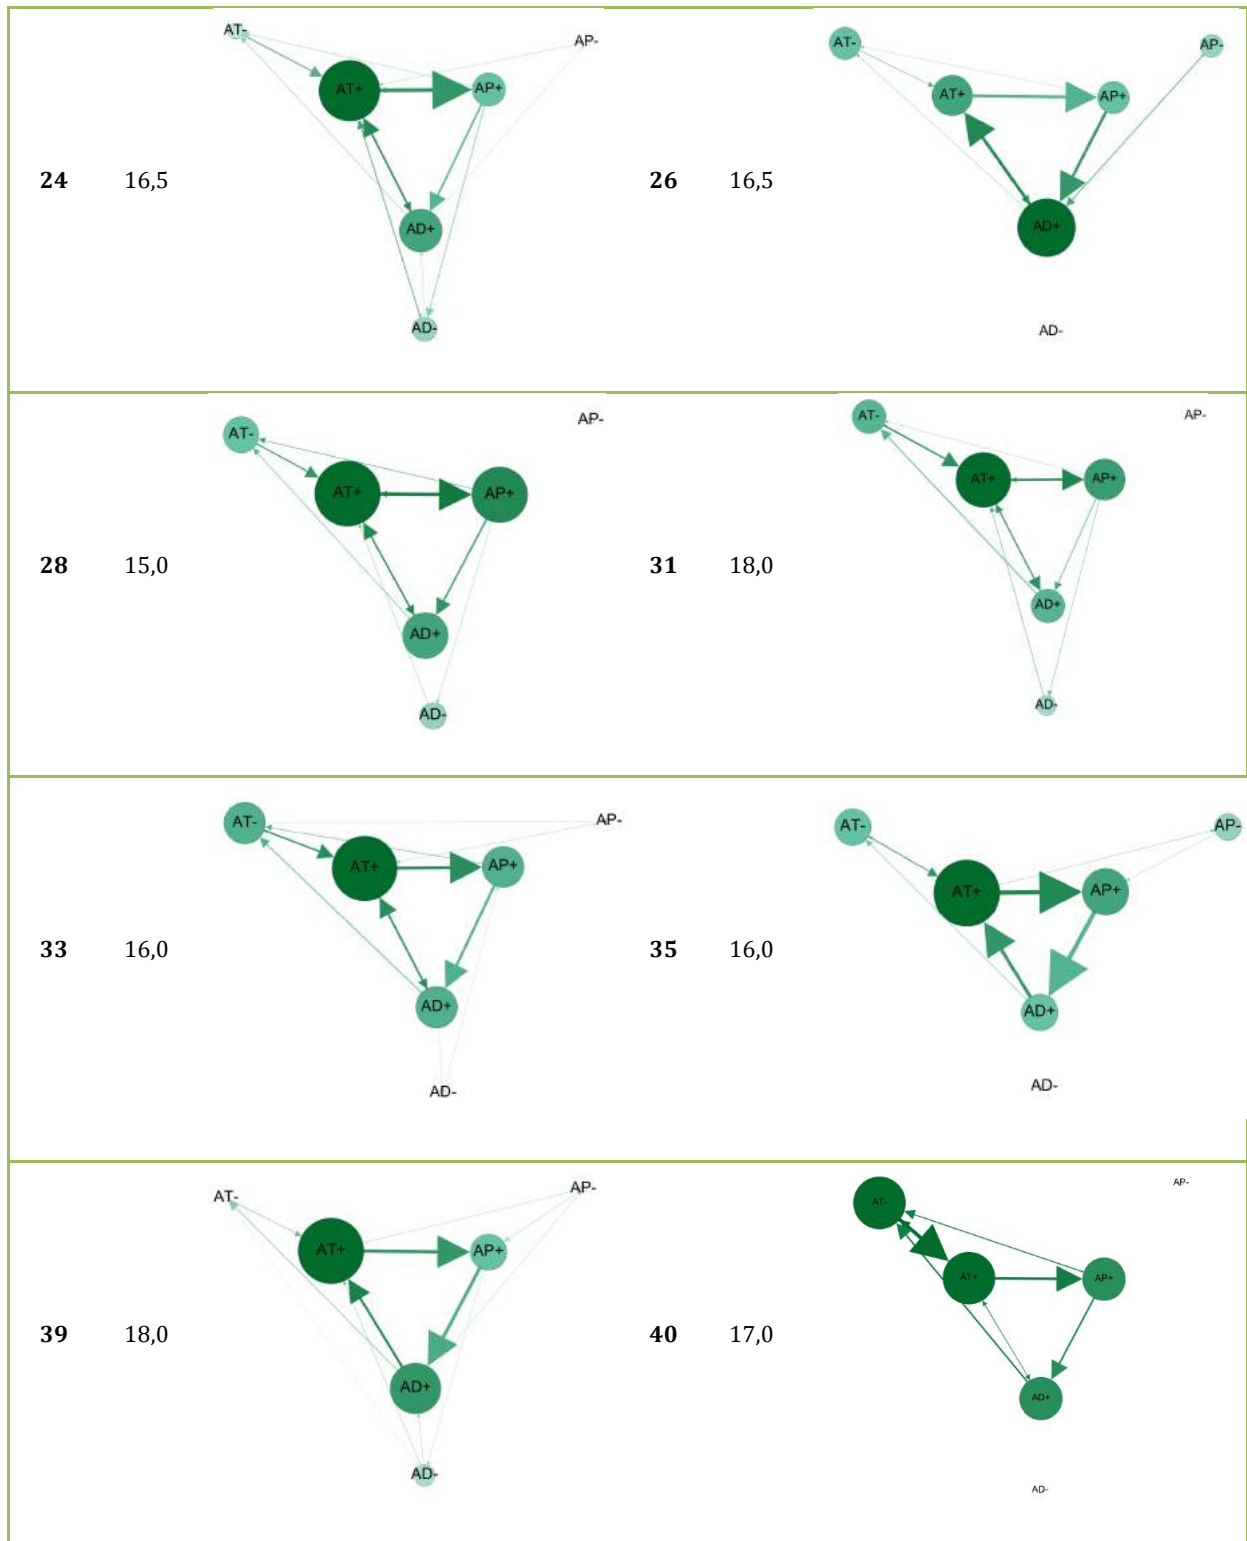 AT-
AP-
AT+
AP+
24 16,5
AD+
AD-
AT-
AP-
AT+
AP+
26 16,5
AD+
AD-
AT-
AP-
AT+
AP+
28 15,0
AD+
AD-
AT-
AP-
AT+
AP+
31 18,0
AD+
AD-
AT-
AP-
AT+
AP+
33 16,0
AD+
AD-
AT-
AP-
AT+
AP+
35 16,0
AD+
AD-
AT-
AP-
AT+
AP+
39 18,0
AD+
AD-
AT-
AP-
AT+
AP+
40 17,0
AD+
AD-